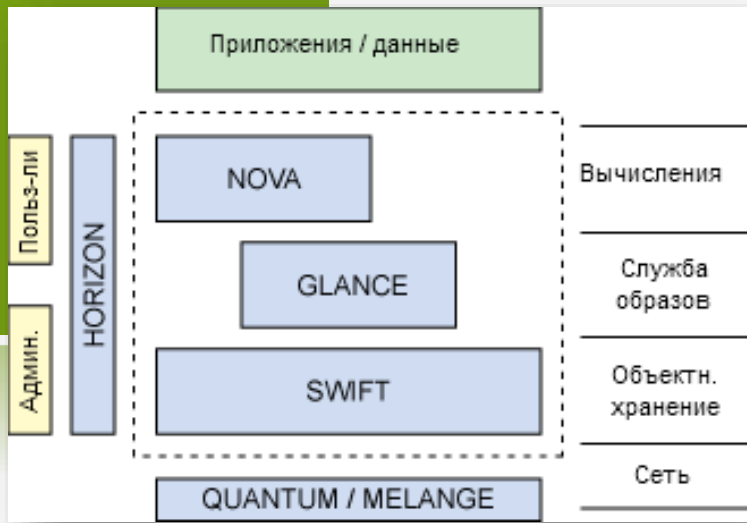 Приложения / данные
Польз-ли
Админ.
HORIZON
NOVA
GLANCE
SWIFT
QUANTUM / MELANGE
Вычисления
Служба
образов
Объектн.
хранение
Сеть